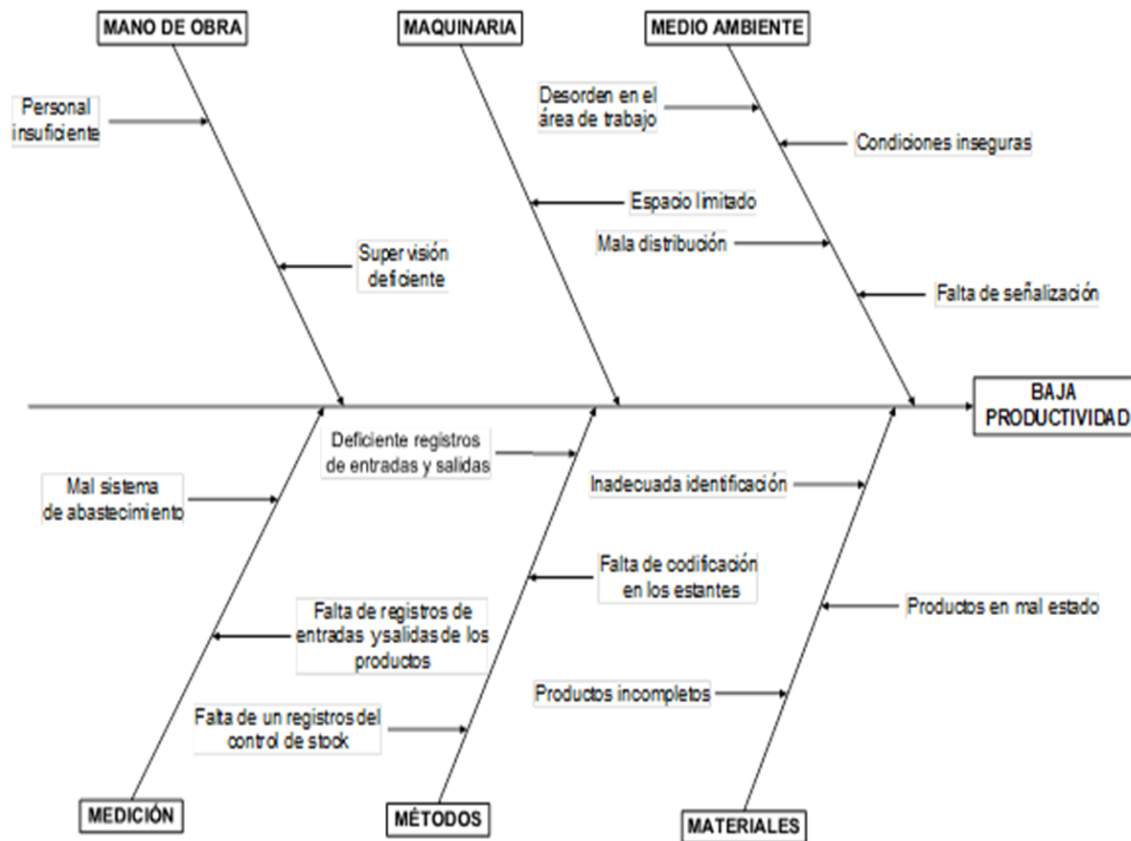 MANO DE OBRA
MAQUINARIA
MEDIO AMBIENTE
Personal
insuficiente
Desorden en el
área de trabajo
Condiciones inseguras
Espacio limitado
Mala distribución
Supervisión
deficiente
Falta de señalización
BAJA
PRODUCTIVIDAD
Deficiente registros
de entradas y salidas
Mal sistema
de abastecimiento
Inadecuada identificación
Falta de codificación
en los estantes
Falta de registros de
entradas y salidas de los
productos
Productos en mal estado
Productos incompletos
Falta de un registros del
control de stock
MEDICIÓN
MÉTODOS
MATERIALES